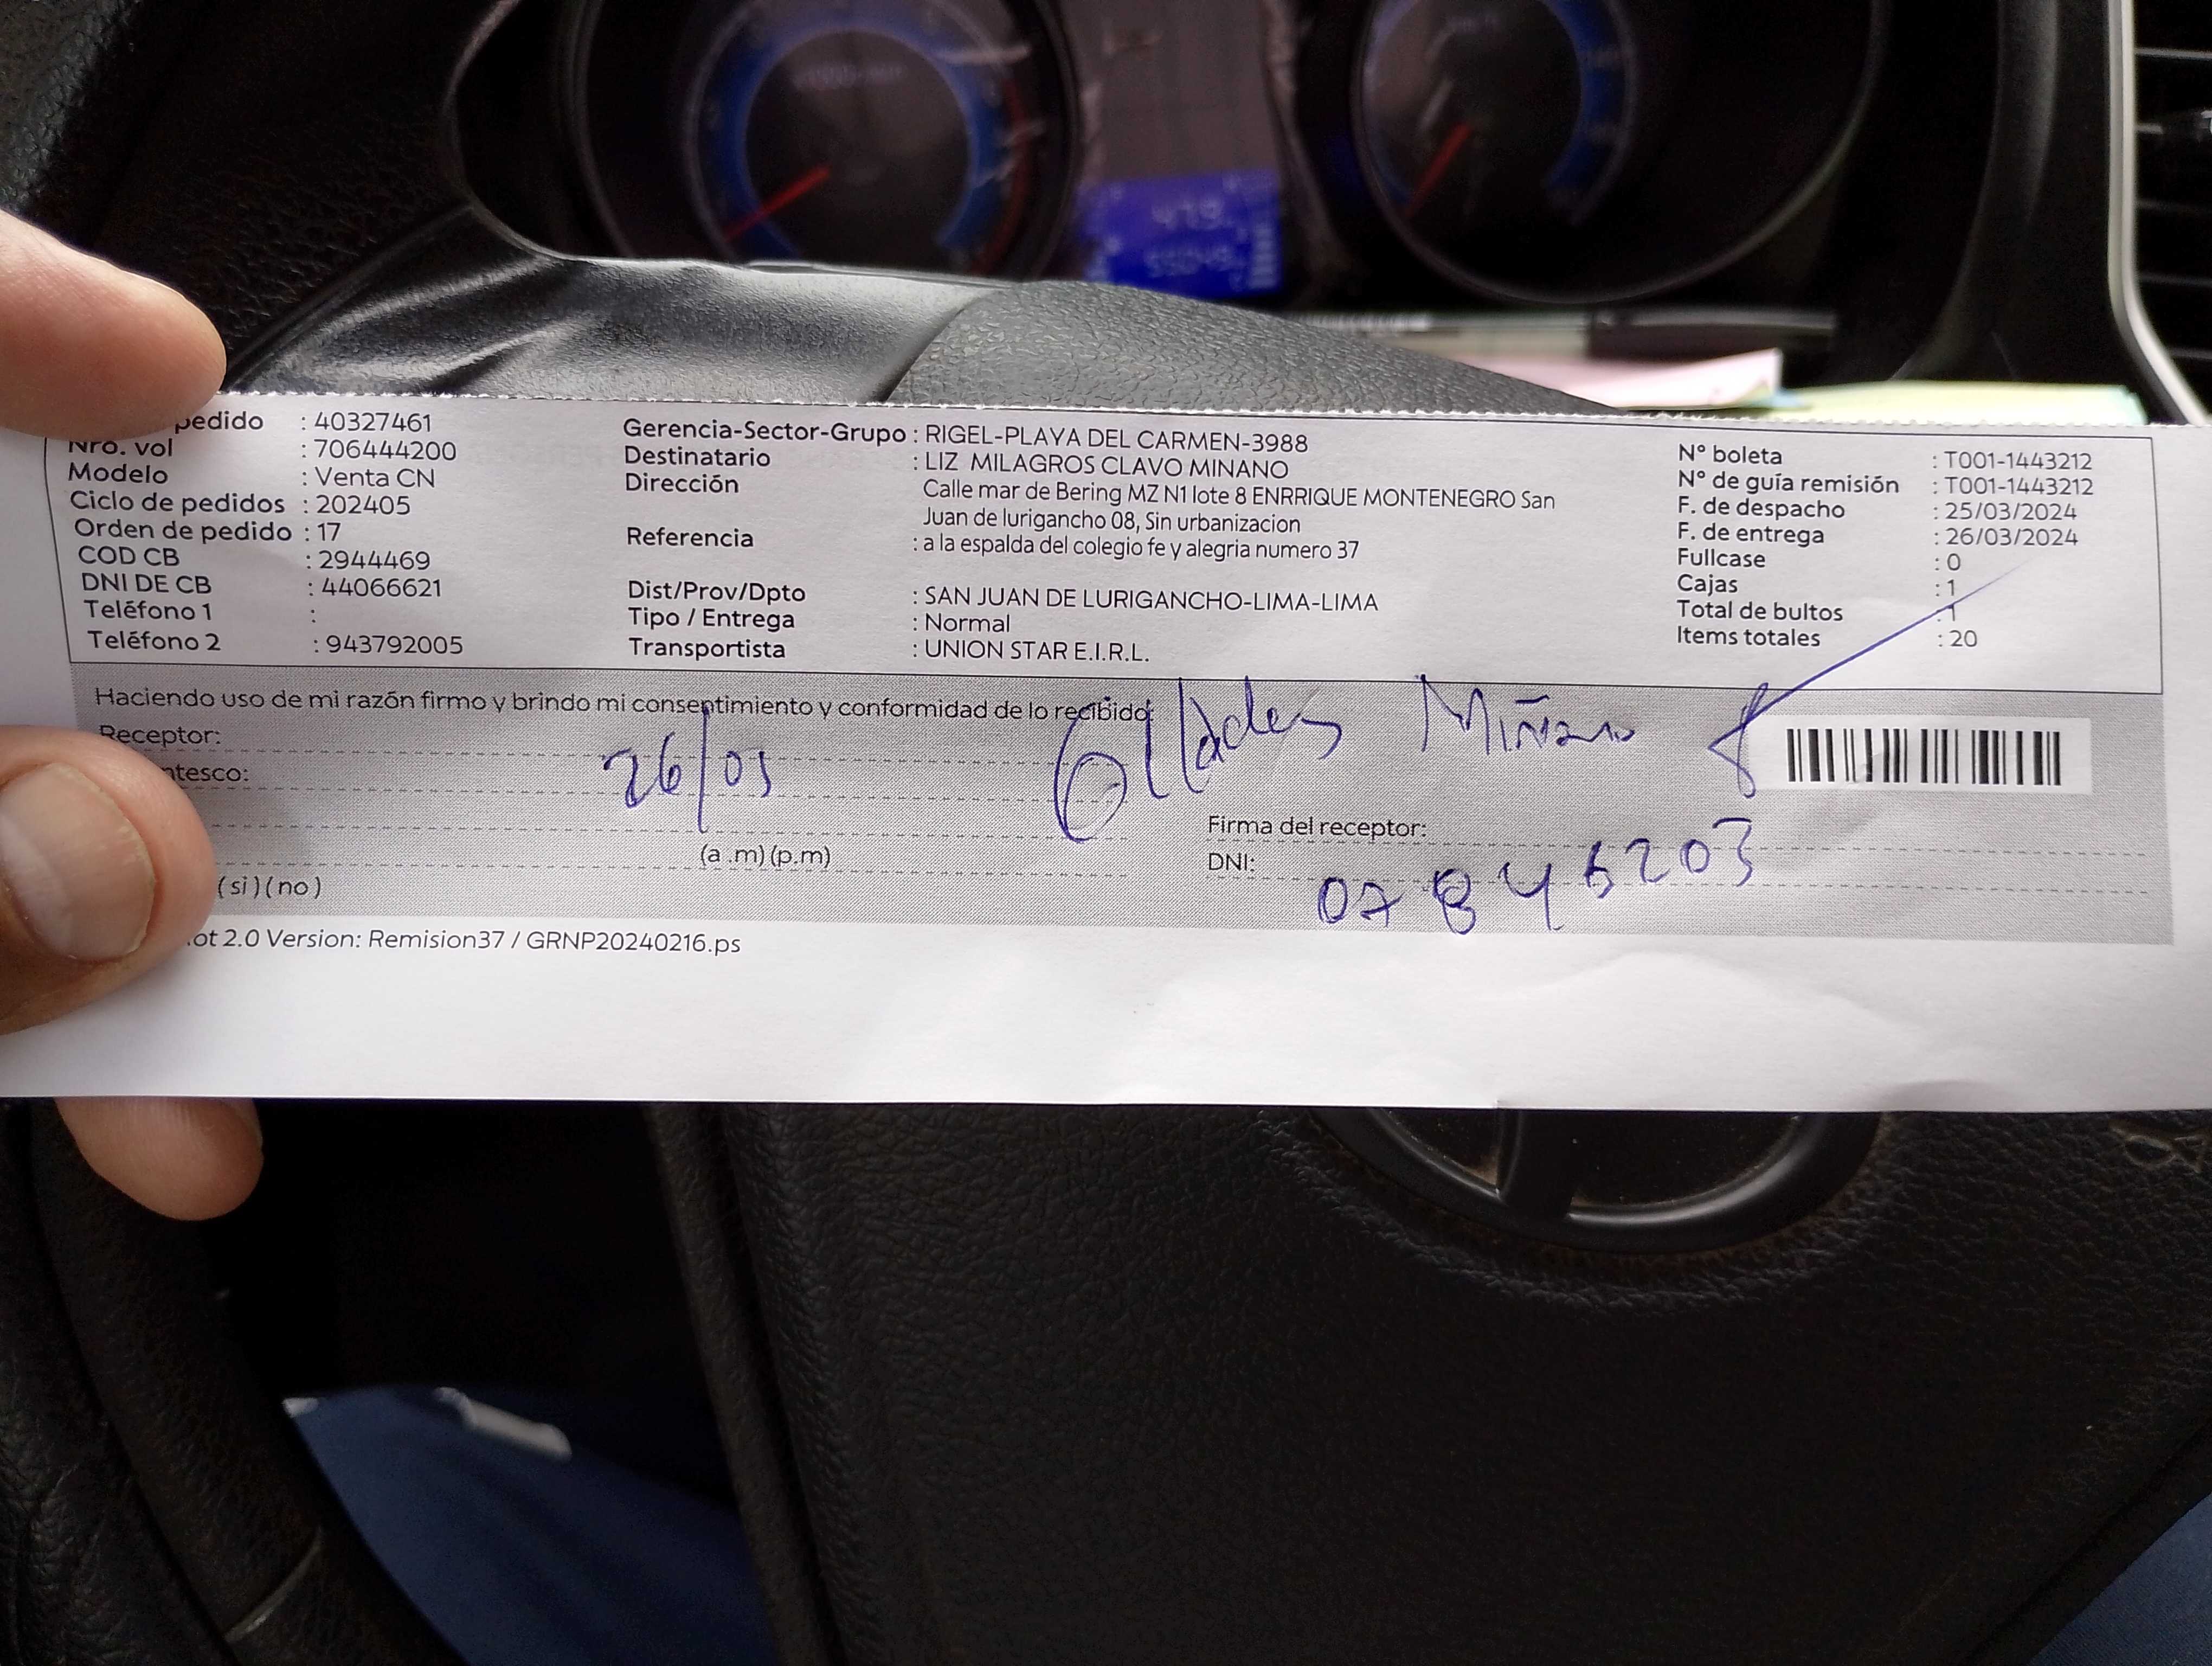 pedido : 40327461
Nro. vol : 706444200
Modelo : Venta CN
Ciclo de pedidos : 202405
Orden de pedido : 17
COD CB : 2944469
DNI DE CB : 44066621
Teléfono 1 :
Teléfono 2 : 943792005
Gerencia-Sector-Grupo : RIGEL-PLAYA DEL CARMEN-3988
Destinatario : LIZ MILAGROS CLAVO MINANO
Dirección Calle mar de Bering MZ N1 lote 8 ENRRIQUE MONTENEGRO San
Juan de lurigancho 08, Sin urbanizacion
Referencia : a la espalda del colegio fe y alegria numero 37
Dist/Prov/Dpto : SAN JUAN DE LURIGANCHO-LIMA-LIMA
Tipo / Entrega : Normal
Transportista : UNION STAR E.I.R.L.
N° boleta : T001-1443212
N° de guía remisión : T001-1443212
F. de despacho : 25/03/2024
F. de entrega : 26/03/2024
Fullcase : 0
Cajas : 1
Total de bultos : 1
Items totales : 20
Haciendo uso de mi razón firmo y brindo mi consentimiento y conformidad de lo recibido
Receptor:
ntesco:
26/03
Miñano
(a .m) (p.m)
Firma del receptor:
DNI: 07846203
(si) (no)
ot 2.0 Version: Remision37 / GRNP20240216.ps